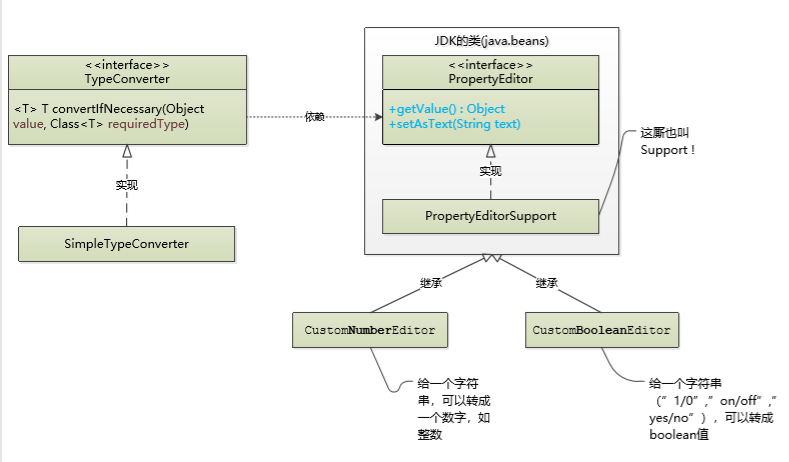 JDK的类(java.beans)
<<interface>>
TypeConverter
<T> T convertIfNecessary(Object
value, Class<T> requiredType)
依赖
<<interface>>
PropertyEditor
+getValue() : Object
+setAsText(String text)
这厮也叫
Support！
实现
实现
PropertyEditorSupport
SimpleTypeConverter
继承
继承
CustomNumberEditor
CustomBooleanEditor
给一个字符
串，可以转成
一个数字，如
整数
给一个字符串
（”1/0”,”on/off”,”
yes/no”），可以转成
boolean值